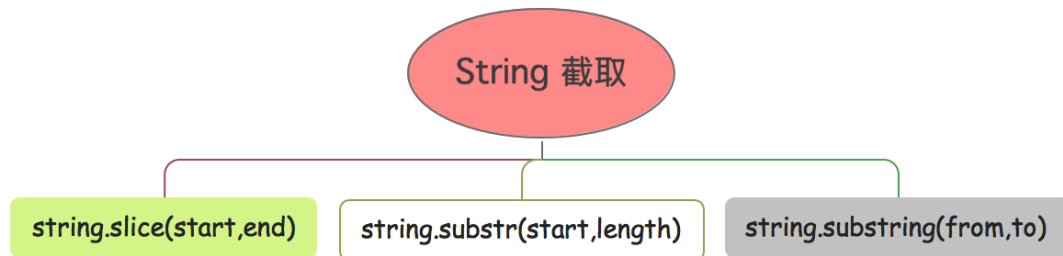 String 截取
string.slice(start,end)
string.substr(start,length)
string.substring(from,to)